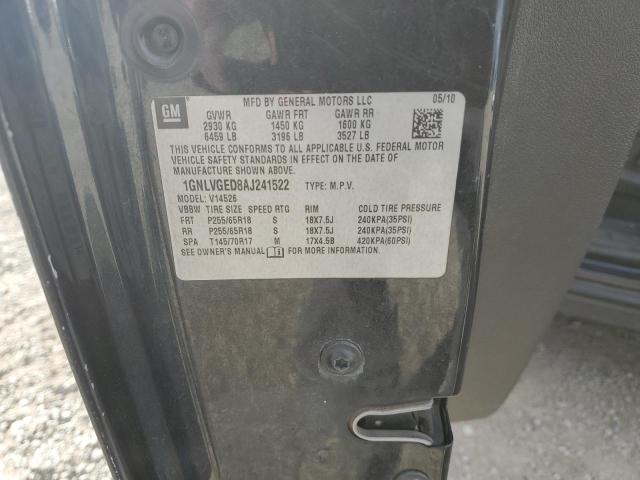 GM
MFD BY GENERAL MOTORS LLC 05/10
GVWR GAWR FRT GAWR RR
2930 KG 1450 KG 1600 KG
6459 LB 3196 LB 3527 LB
THIS VEHICLE CONFORMS TO ALL APPLICABLE U.S. FEDERAL MOTOR
VEHICLE SAFETY STANDARDS IN EFFECT ON THE DATE OF
MANUFACTURE SHOWN ABOVE.
1GNLVGED8AJ241522 TYPE: M.P.V.
MODEL: V14526
VBBW TIRE SIZE SPEED RTG RIM COLD TIRE PRESSURE
FRT P255/65R18 S 18X7.5J 240KPA(35PSI)
RR P255/65R18 S 18X7.5J 240KPA(35PSI)
SPA T145/70R17 M 17X4.5B 420KPA(60PSI)
SEE OWNER'S MANUAL i FOR MORE INFORMATION.